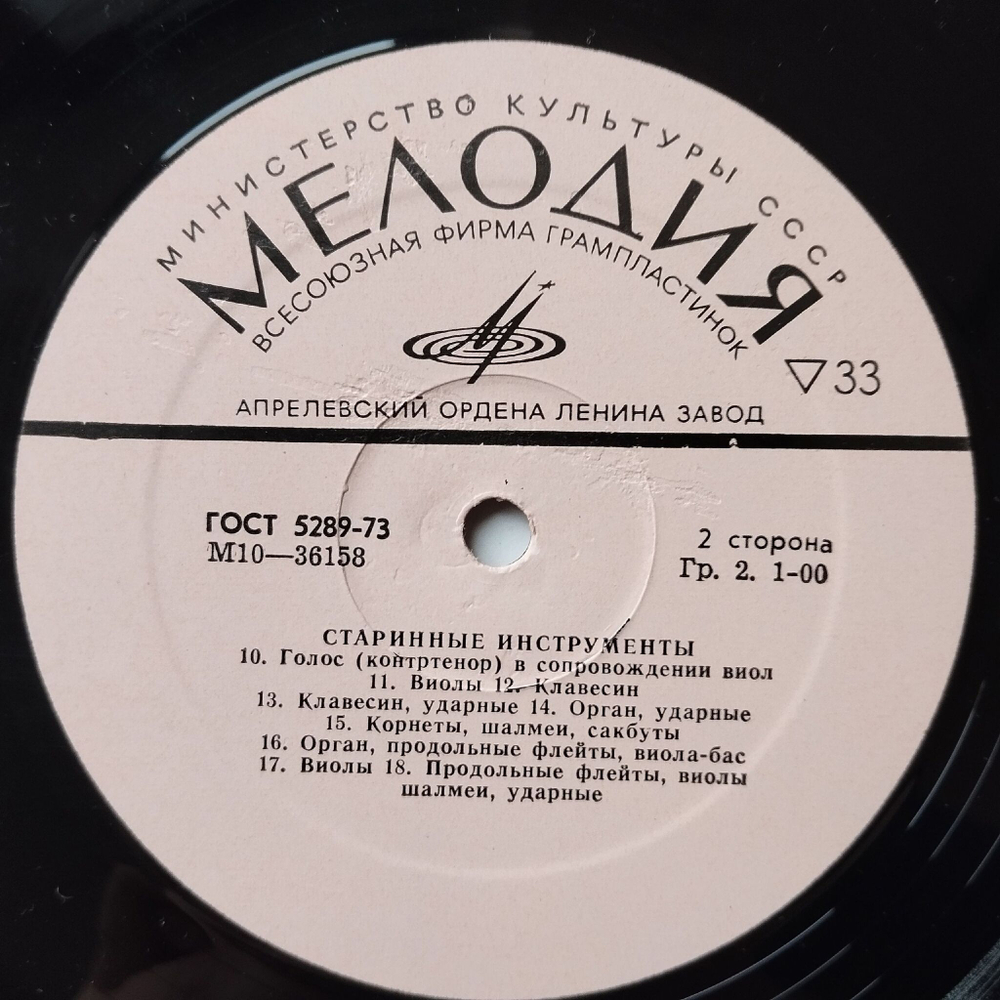 МИНИСТЕРСТВО КУЛЬТУРЫ СССР
МЕЛОДИЯ
ВСЕСОЮЗНАЯ ФИРМА ГРАМПЛАСТИНОК
▽33
АПРЕЛЕВСКИЙ ОРДЕНА ЛЕНИНА ЗАВОД
ГОСТ 5289-73
М10—36158
2 сторона
Гр. 2. 1-00
СТАРИННЫЕ ИНСТРУМЕНТЫ
10. Голос (контртенор) в сопровождении виол
11. Виолы 12. Клавесин
13. Клавесин, ударные 14. Орган, ударные
15. Корнеты, шалмеи, сакбуты
16. Орган, продольные флейты, виола-бас
17. Виолы 18. Продольные флейты, виолы
шалмеи, ударные